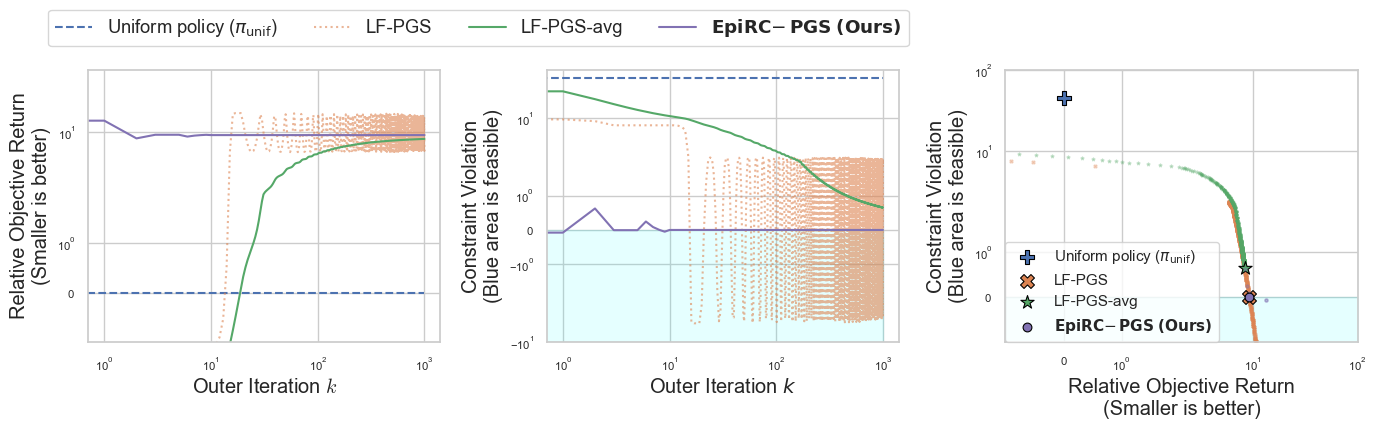 Uniform policy (π_unif) LF-PGS LF-PGS-avg EpiRC−PGS (Ours)
Relative Objective Return
(Smaller is better)
10^1
10^0
0
10^0 10^1 10^2 10^3
Outer Iteration k
Constraint Violation
(Blue area is feasible)
10^1
10^0
0
−10^0
−10^1
10^0 10^1 10^2 10^3
Outer Iteration k
Constraint Violation
(Blue area is feasible)
10^2
10^1
10^0
0
Uniform policy (π_unif)
LF-PGS
LF-PGS-avg
EpiRC−PGS (Ours)
0 10^0 10^1 10^2
Relative Objective Return
(Smaller is better)